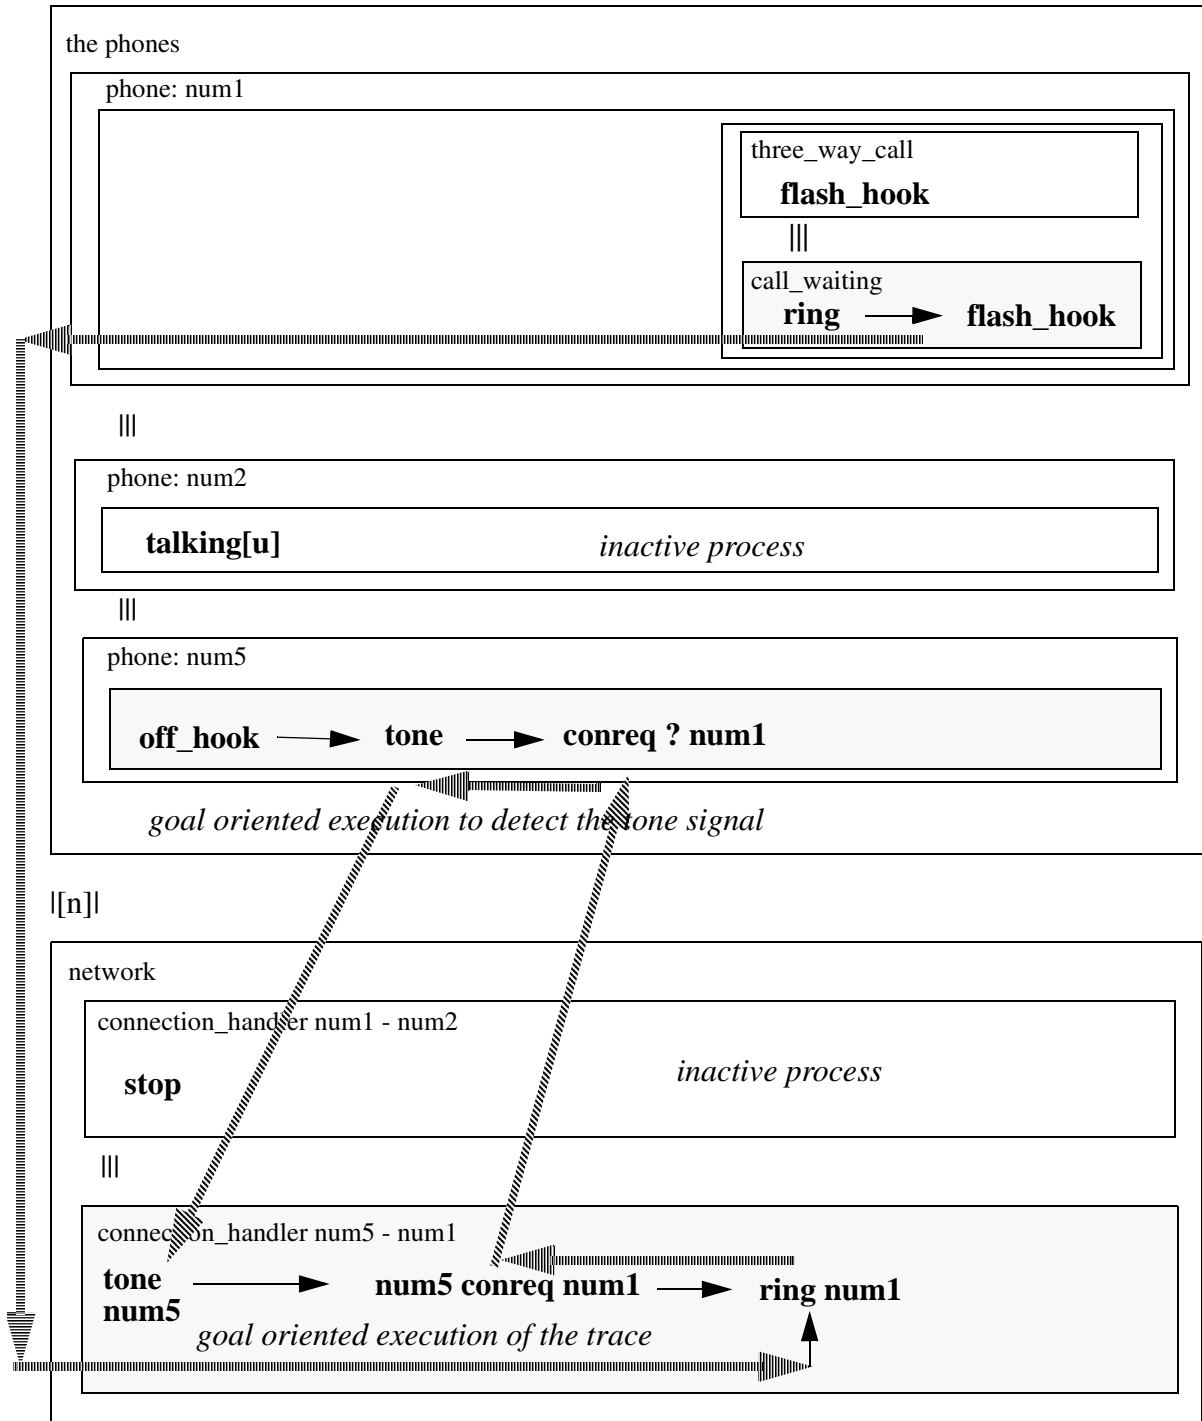 the phones
phone: num1
three_way_call
flash_hook
|||
call_waiting
ring flash_hook
|||
phone: num2
talking[u] inactive process
|||
phone: num5
off_hook tone conreq ? num1
goal oriented execution to detect the tone signal
|[n]|
network
connection_handler num1 - num2
stop inactive process
|||
connection_handler num5 - num1
tone num5 conreq num1 ring num1
num5
goal oriented execution of the trace